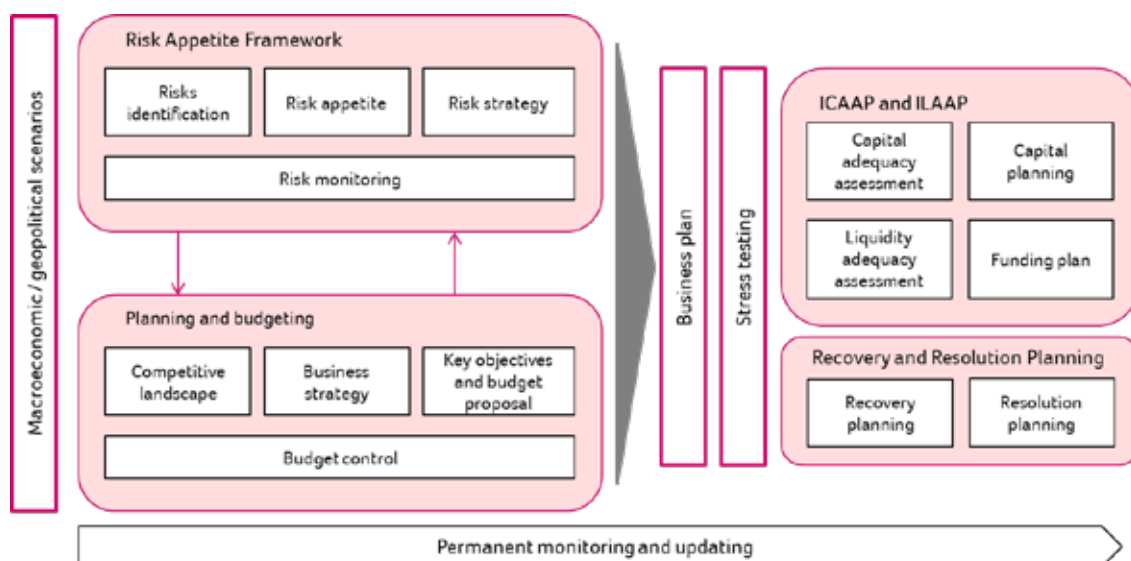 Macroeconomic / geopolitical scenarios
Risk Appetite Framework
Risks
identification
Risk appetite
Risk strategy
Risk monitoring
Planning and budgeting
Competitive
landscape
Business
strategy
Key objectives
and budget
proposal
Budget control
Business plan
Stress testing
ICAAP and ILAAP
Capital
adequacy
assessment
Capital
planning
Liquidity
adequacy
assessment
Funding plan
Recovery and Resolution Planning
Recovery
planning
Resolution
planning
Permanent monitoring and updating